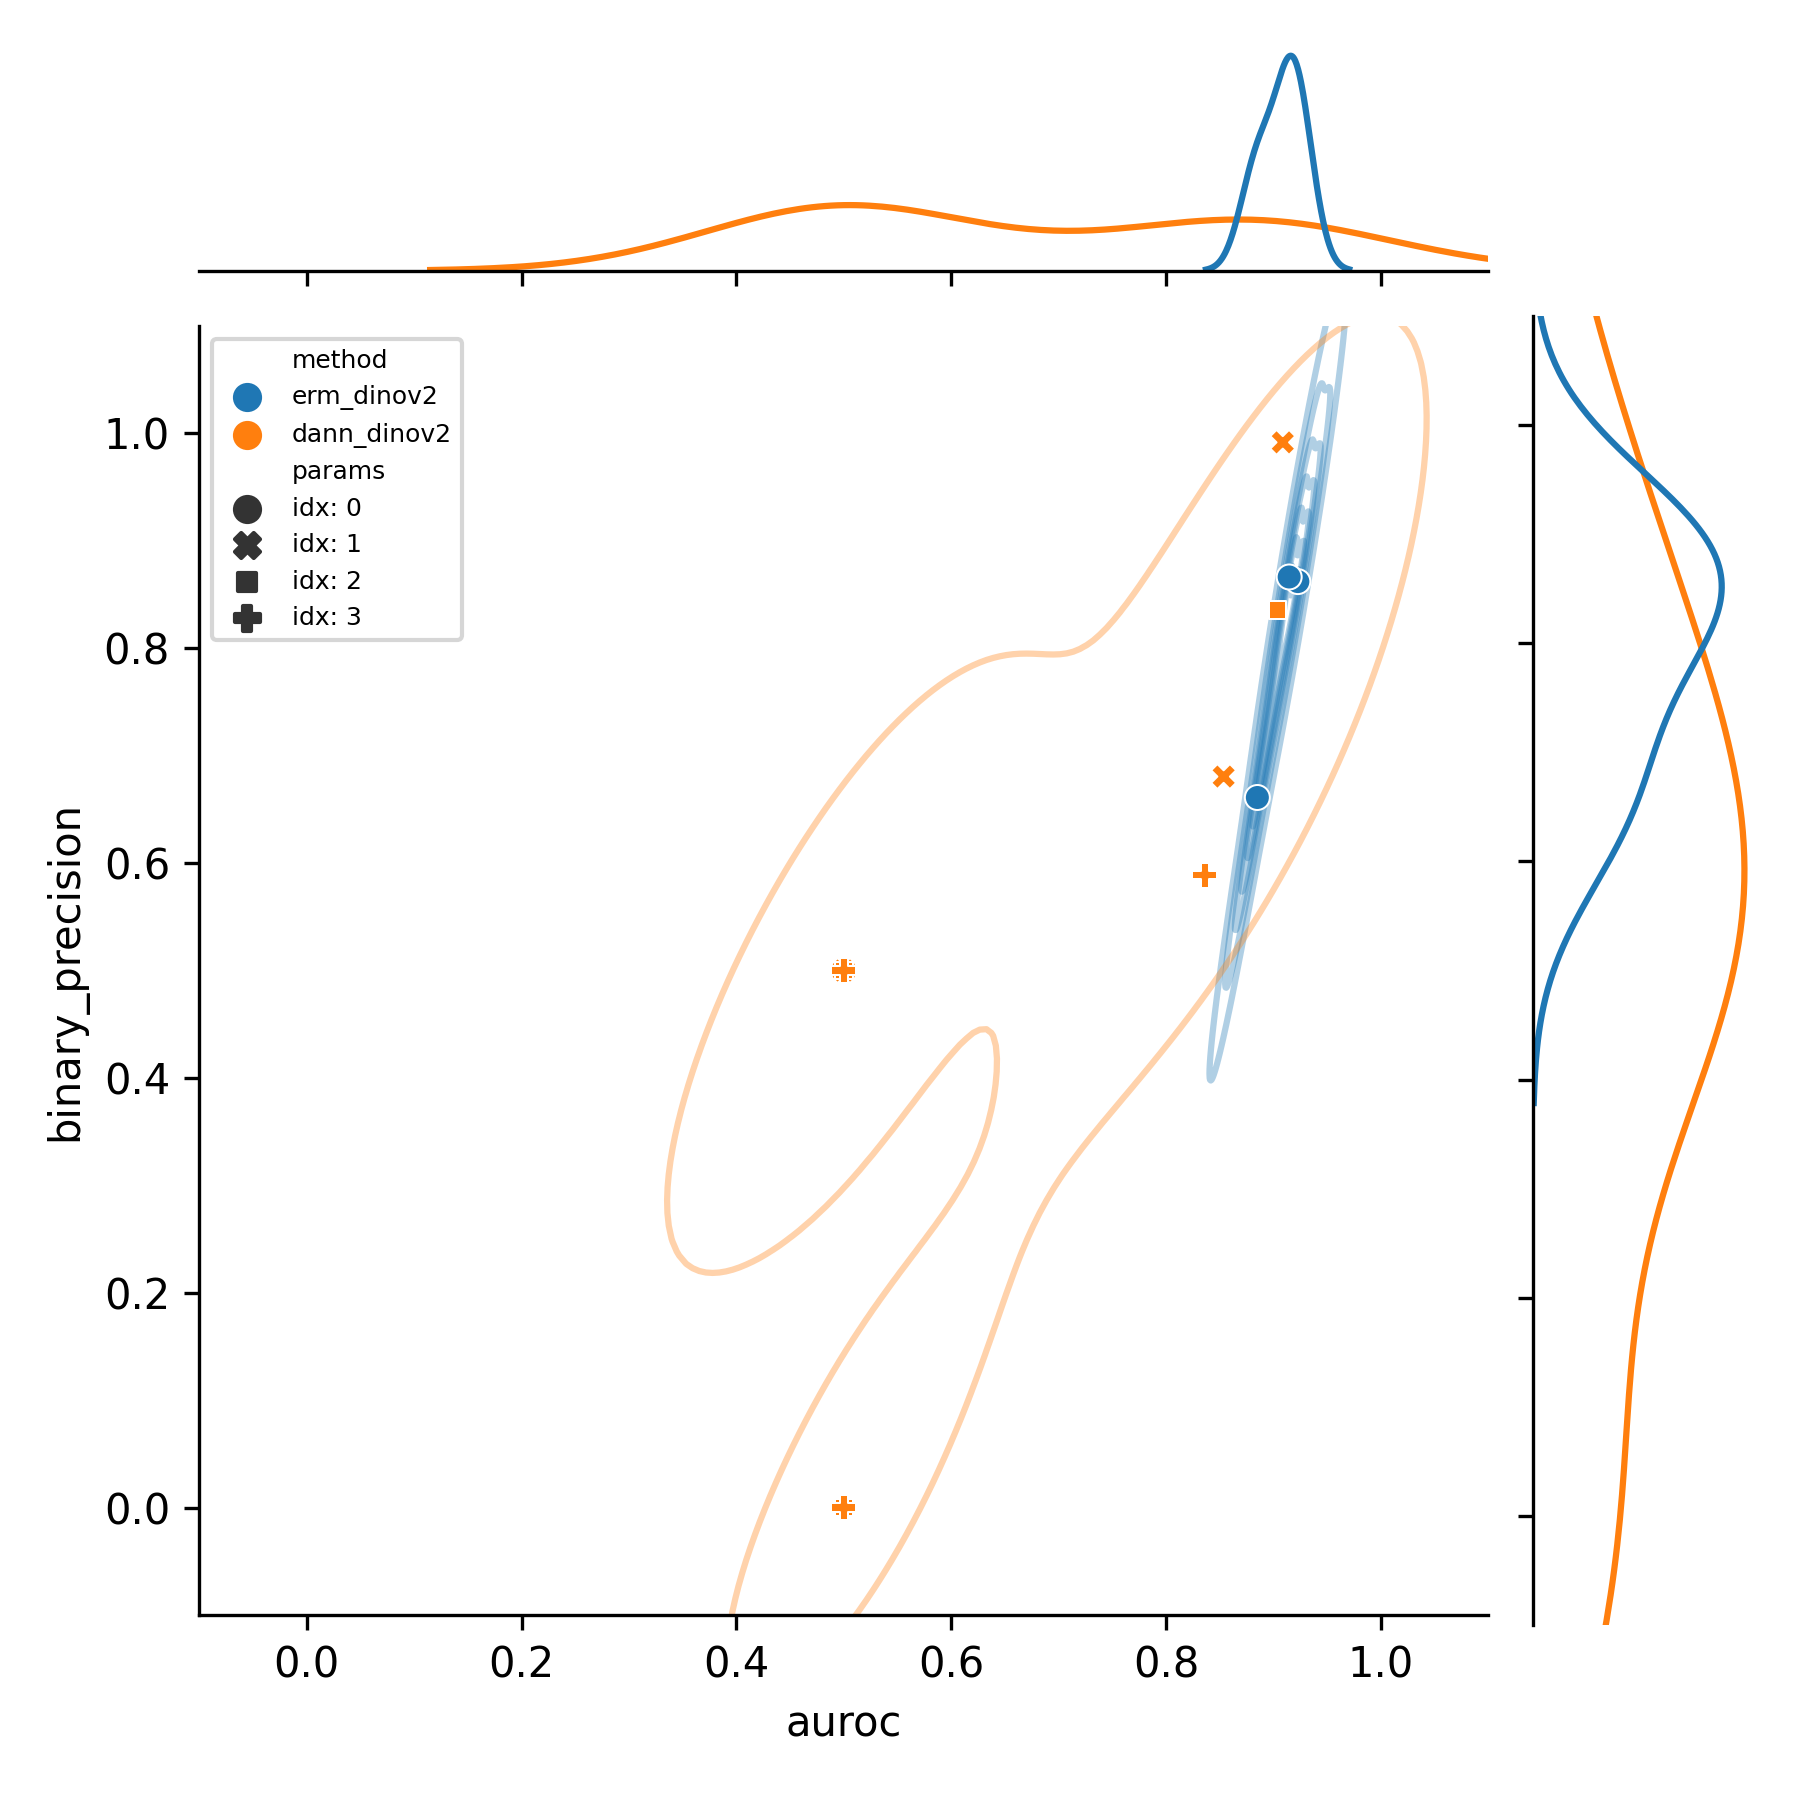 method
erm_dinov2
dann_dinov2
params
idx: 0
idx: 1
idx: 2
idx: 3
1.0
0.8
0.6
0.4
0.2
0.0
binary_precision
0.0 0.2 0.4 0.6 0.8 1.0
auroc